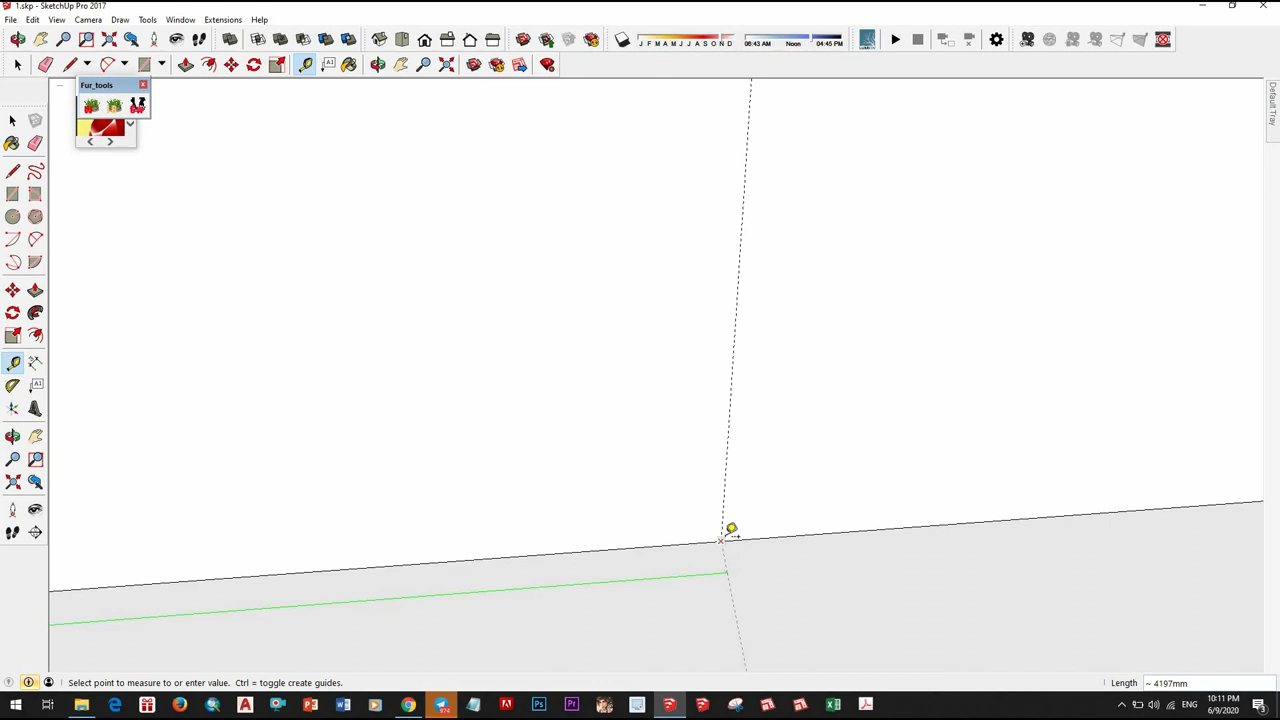 1.skp - SketchUp Pro 2017
File Edit View Camera Draw Tools Window Extensions Help
J F M A M J J A S O N D 06:43 AM Noon 04:45 PM
Fur_tools
Default Tray
Select point to measure to or enter value. Ctrl = toggle create guides.
Length ~ 4197mm
10:11 PM
ENG
6/9/2020